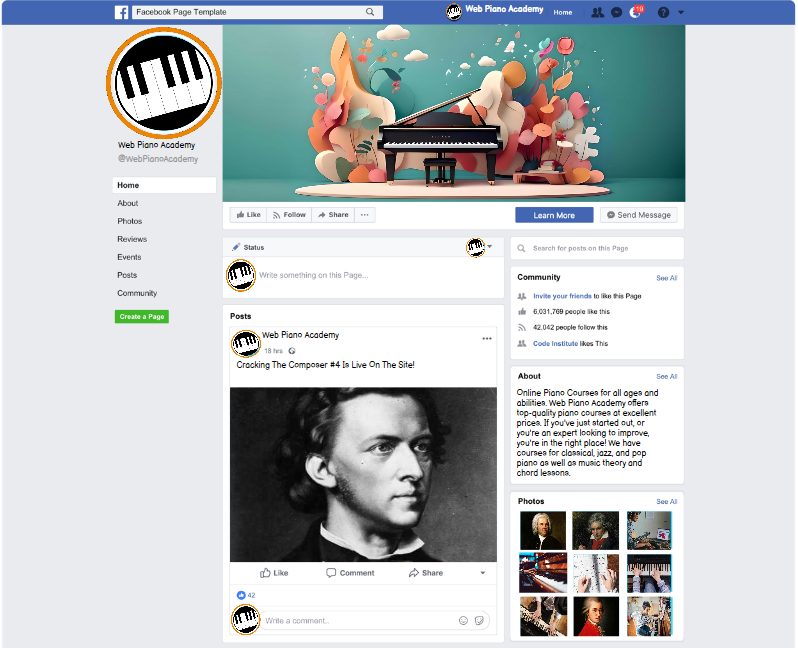 Facebook Page Template
Web Piano Academy
Home
19
Web Piano Academy
@WebPianoAcademy
Home
About
Photos
Reviews
Events
Posts
Community
Create a Page
Like
Follow
Share
Learn More
Send Message
Status
Write something on this Page...
Posts
Web Piano Academy
18 hrs
Cracking The Composer #4 Is Live On The Site!
Like
Comment
Share
42
Write a comment..
Search for posts on this Page
Community
See All
Invite your friends to like this Page
6,031,769 people like this
42,042 people follow this
Code Institute likes This
About
See All
Online Piano Courses for all ages and
abilities. Web Piano Academy offers
top-quality piano courses at excellent
prices. If you've just started out, or
you're an expert looking to improve,
you're in the right place! We have
courses for classical, jazz, and pop
piano as well as music theory and
chord lessons.
Photos
See All